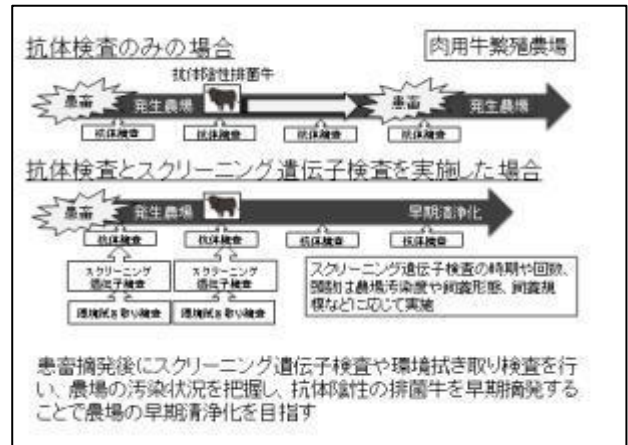 抗体検査のみの場合
肉用牛繁殖農場
抗体陰性排菌牛
患畜
発生農場
患畜
発生農場
抗体検査
抗体検査
抗体検査
抗体検査
抗体検査とスクリーニング遺伝子検査を実施した場合
患畜
発生農場
早期清浄化
抗体検査
抗体検査
抗体検査
抗体検査
スクリーニング
遺伝子検査
スクリーニング
遺伝子検査
環境拭き取り検査
環境拭き取り検査
スクリーニング遺伝子検査の時期や回数、
頭数は農場汚染度や飼養形態、飼養規
模などに応じて実施
患畜摘発後にスクリーニング遺伝子検査や環境拭き取り検査を行
い、農場の汚染状況を把握し、抗体陰性の排菌牛を早期摘発する
ことで農場の早期清浄化を目指す